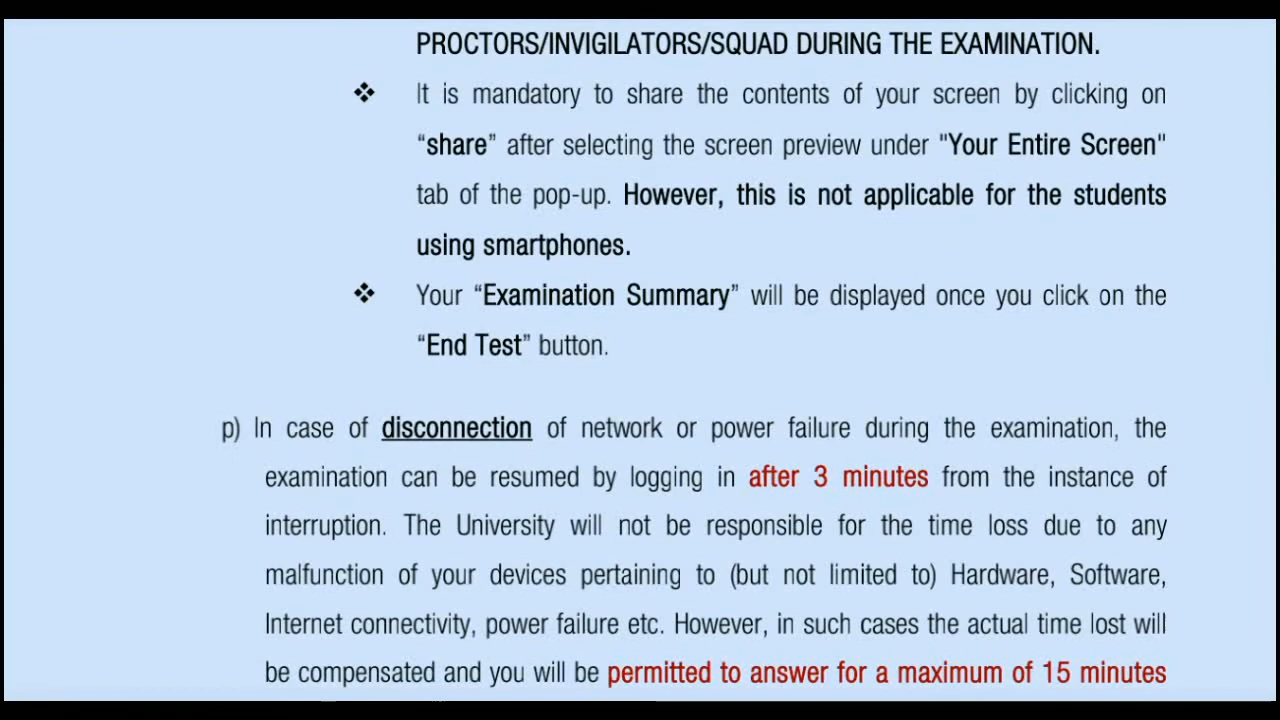 PROCTORS/INVIGILATORS/SQUAD DURING THE EXAMINATION.
❖ It is mandatory to share the contents of your screen by clicking on
“share” after selecting the screen preview under "Your Entire Screen"
tab of the pop-up. However, this is not applicable for the students
using smartphones.
❖ Your “Examination Summary” will be displayed once you click on the
“End Test” button.
p) In case of disconnection of network or power failure during the examination, the
examination can be resumed by logging in after 3 minutes from the instance of
interruption. The University will not be responsible for the time loss due to any
malfunction of your devices pertaining to (but not limited to) Hardware, Software,
Internet connectivity, power failure etc. However, in such cases the actual time lost will
be compensated and you will be permitted to answer for a maximum of 15 minutes